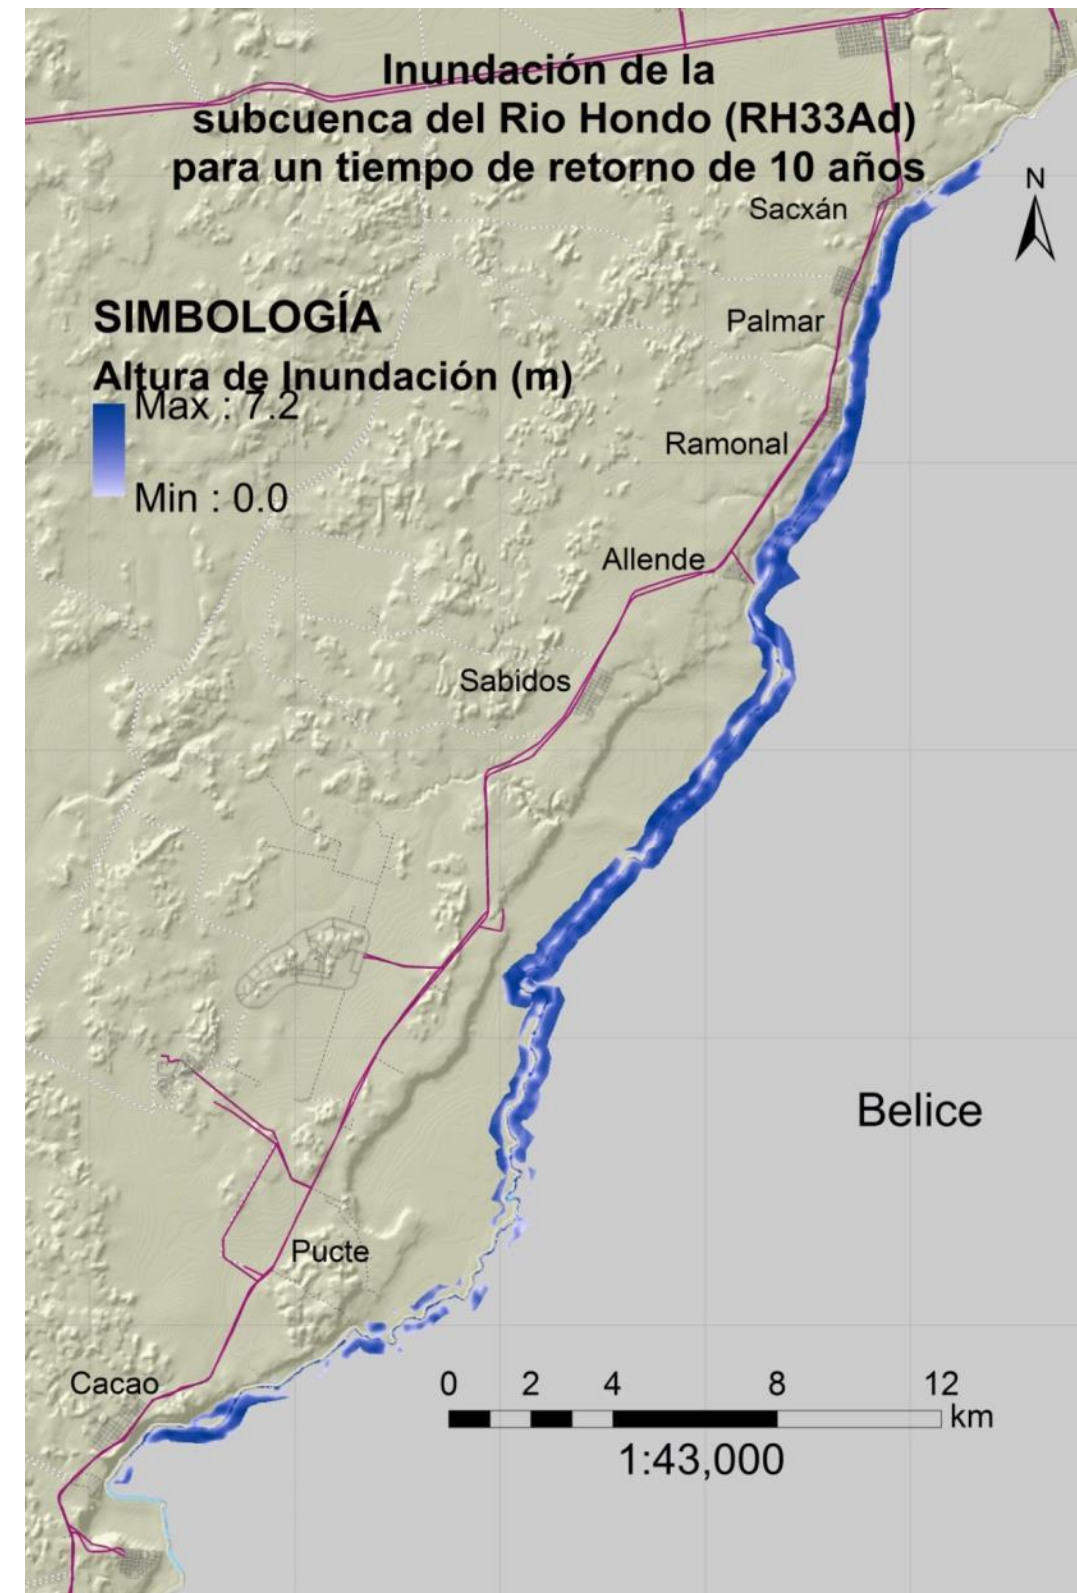 Inundación de la
subcuenca del Rio Hondo (RH33Ad)
para un tiempo de retorno de 10 años
N
Sacxán
SIMBOLOGÍA
Palmar
Altura de Inundación (m)
Max : 7.2
Ramonal
Min : 0.0
Allende
Sabidos
Belice
Pucte
Cacao
0 2 4 8 12
km
1:43,000